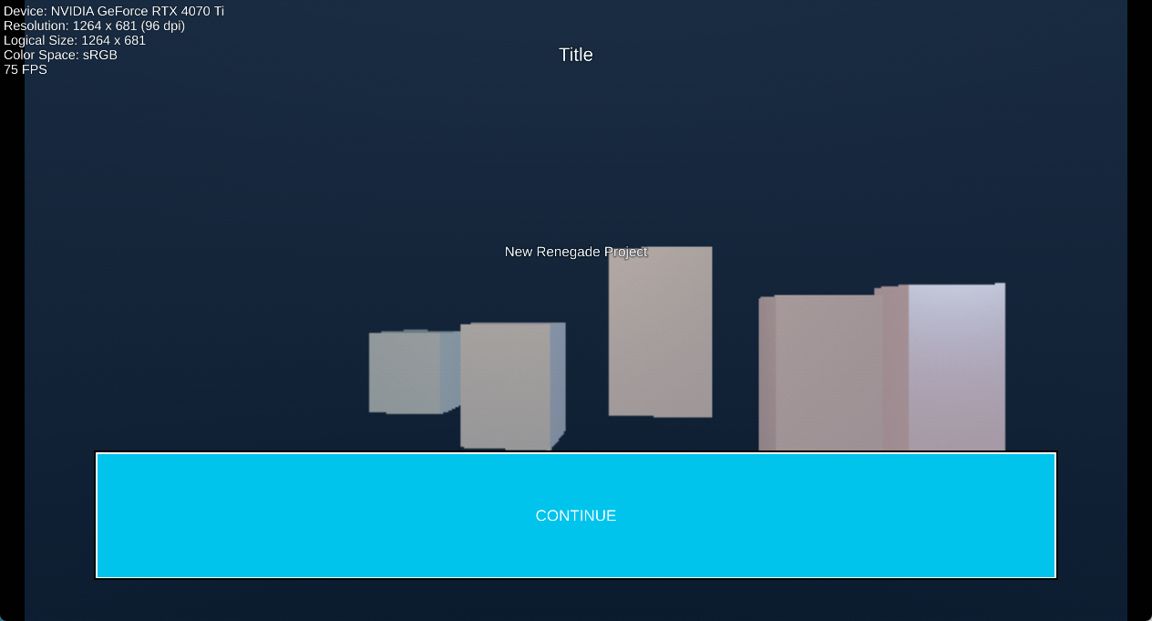 Device: NVIDIA GeForce RTX 4070 Ti
Resolution: 1264 x 681 (96 dpi)
Logical Size: 1264 x 681
Color Space: sRGB
75 FPS
Title
New Renegade Project
CONTINUE